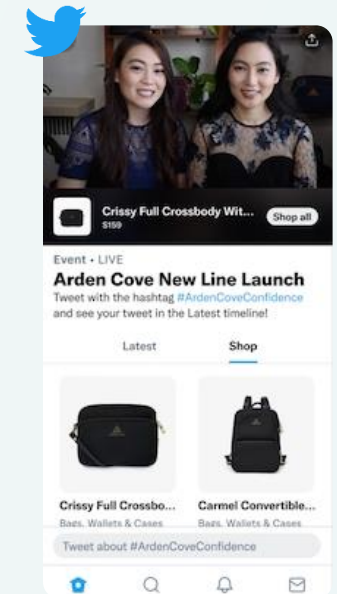 Crissy Full Crossbody Wit...
$159
Shop all
Event • LIVE
Arden Cove New Line Launch
Tweet with the hashtag #ArdenCoveConfidence
and see your tweet in the Latest timeline!
Latest Shop
Crissy Full Crossbo... Carmel Convertible...
Bags, Wallets & Cases Bags, Wallets & Cases
Tweet about #ArdenCoveConfidence